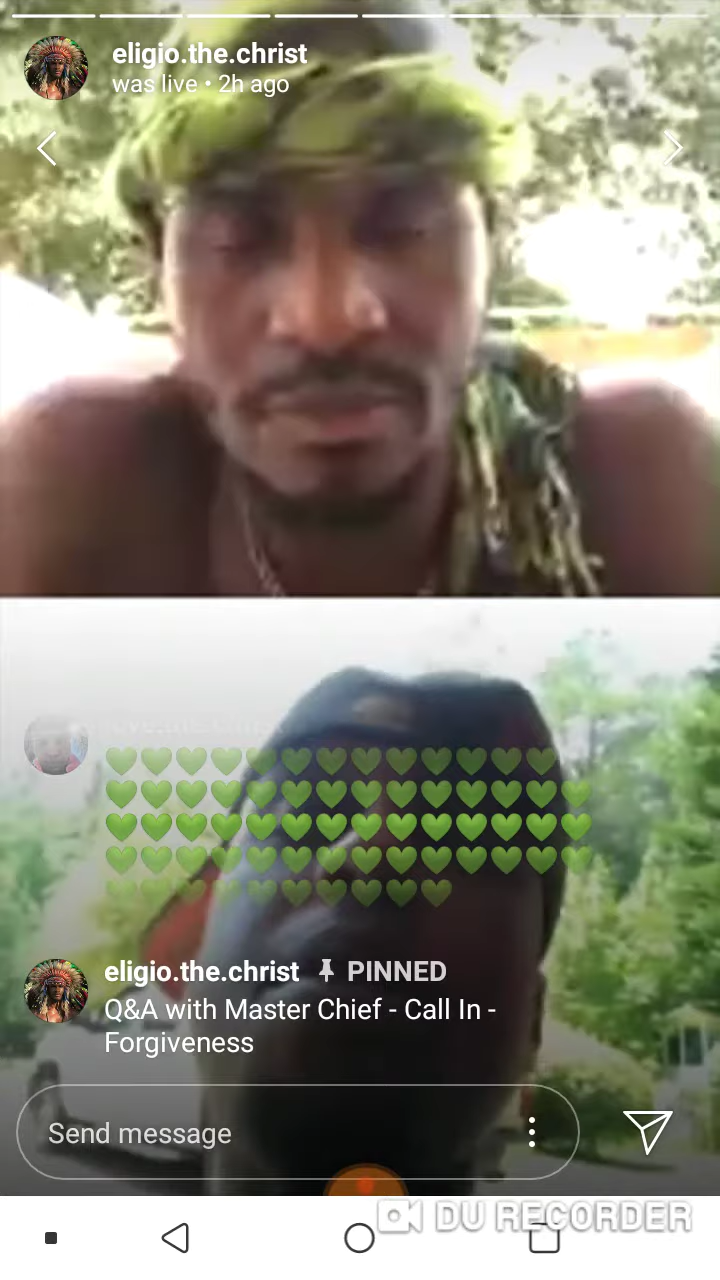 eligio.the.christ
was live • 2h ago
eligio.the.christ PINNED
Q&A with Master Chief - Call In -
Forgiveness
Send message
DU RECORDER